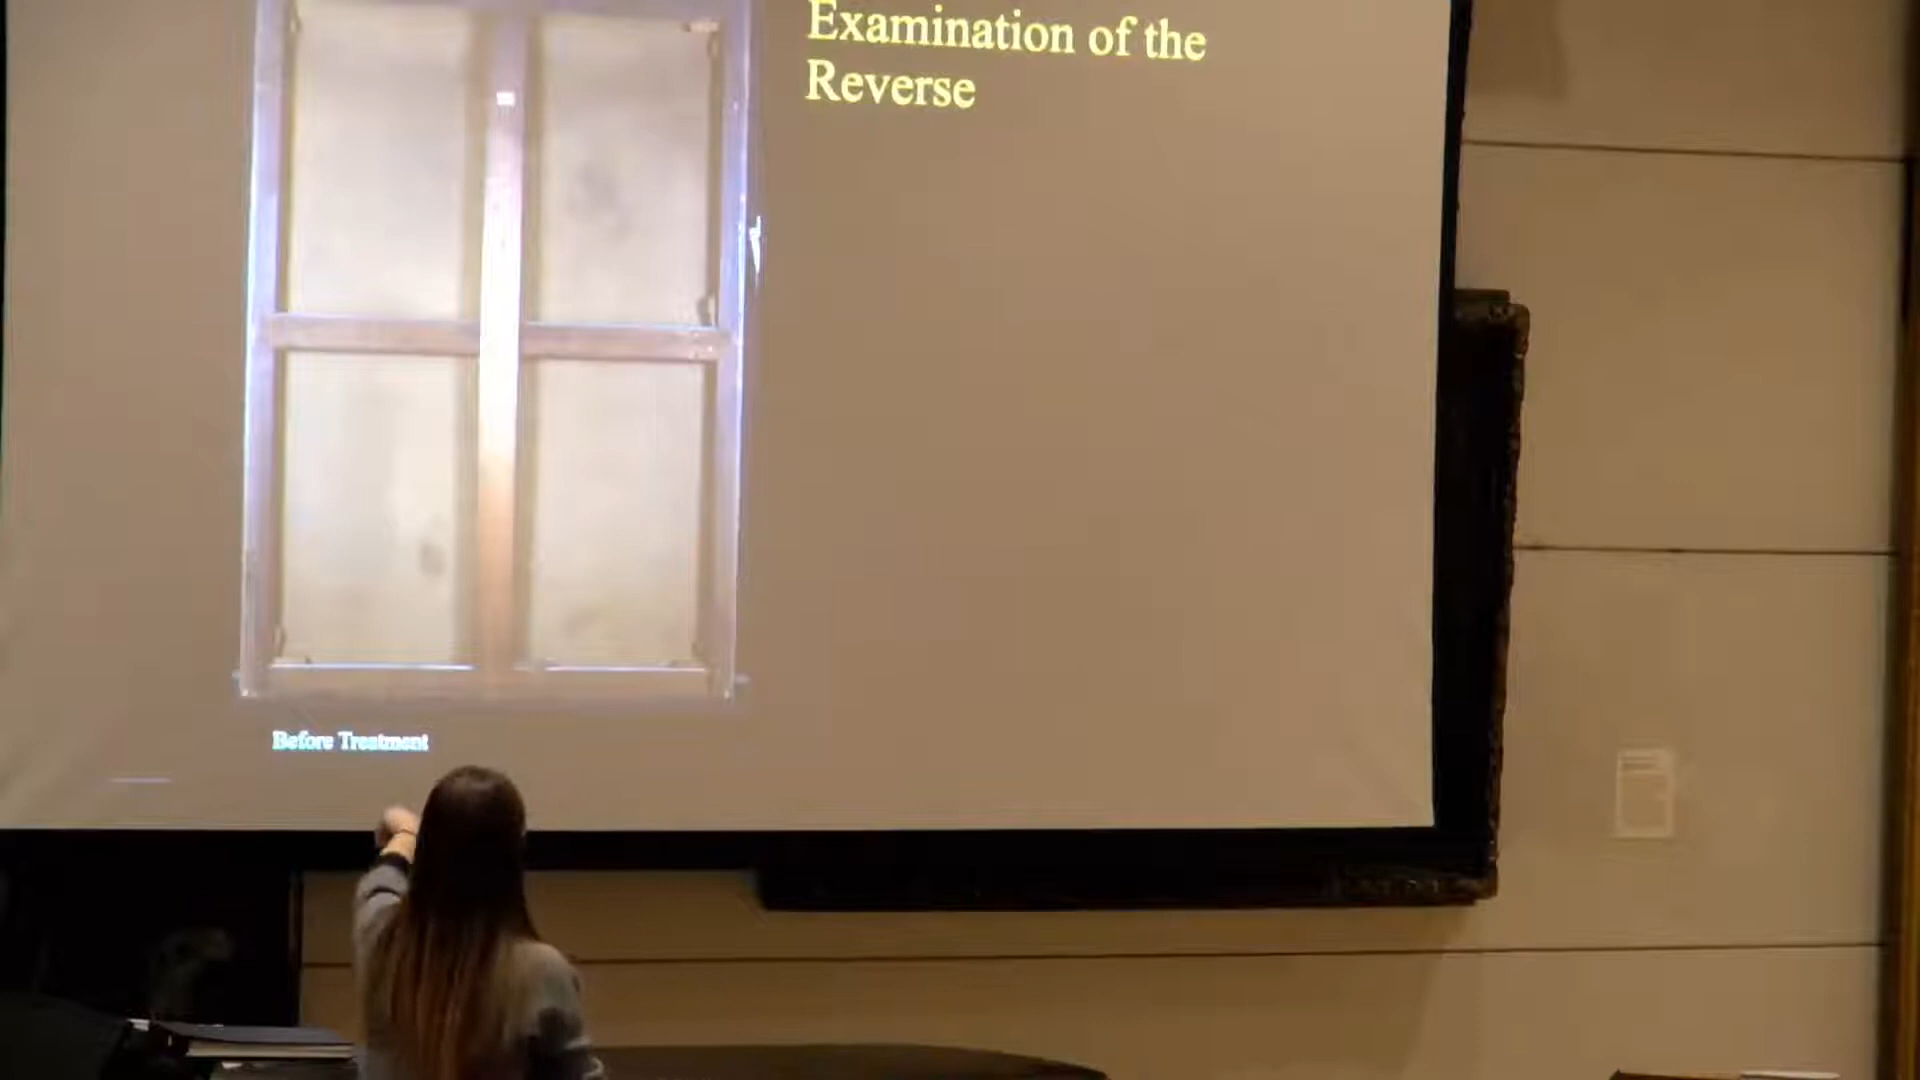 Examination of the
Reverse
Before Treatment